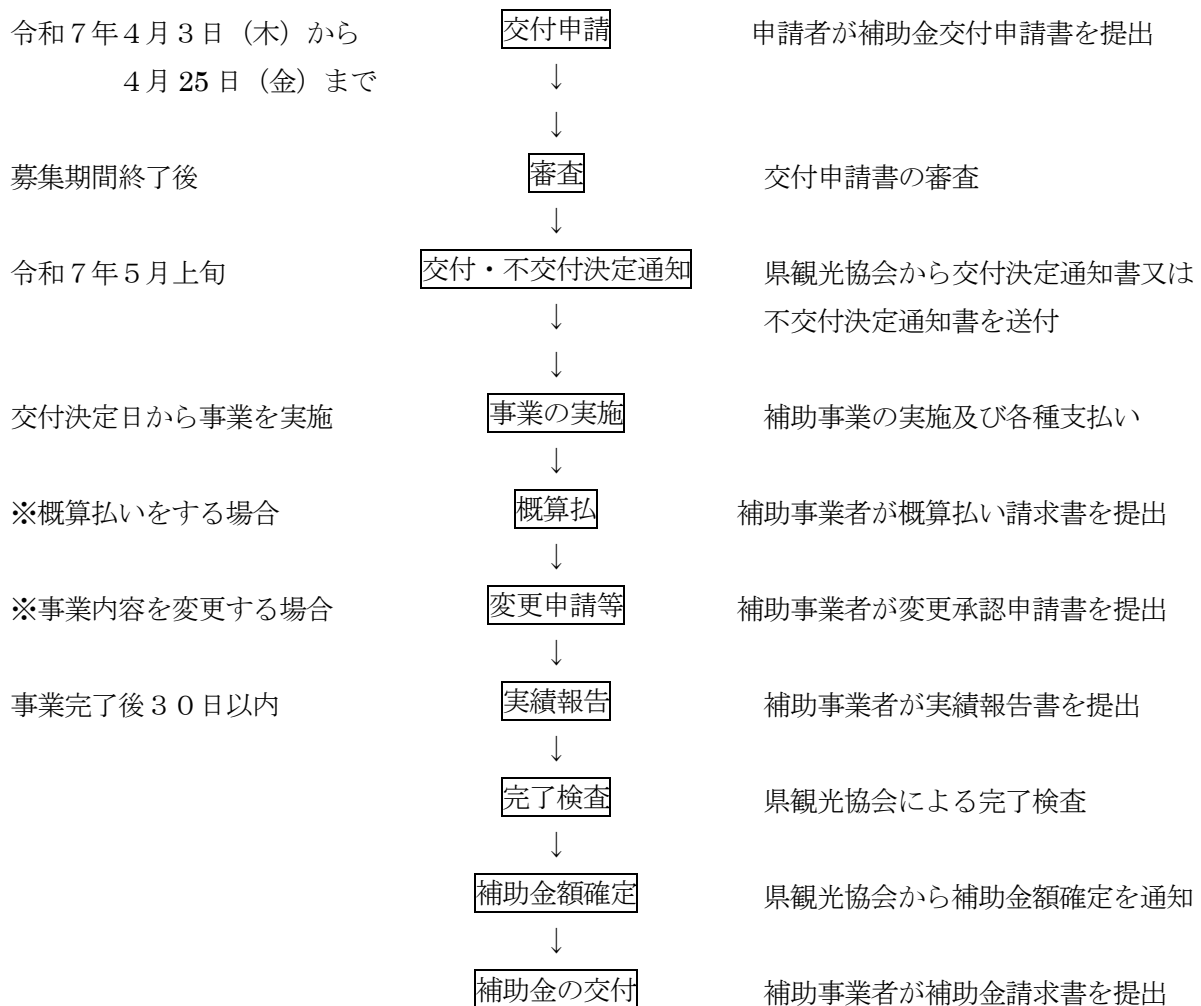 令和７年４月３日（木）から 交付申請 申請者が補助金交付申請書を提出
４月 25 日（金）まで ↓
↓
募集期間終了後 審査 交付申請書の審査
↓
令和７年５月上旬 交付・不交付決定通知 県観光協会から交付決定通知書又は
↓ 不交付決定通知書を送付
↓
交付決定日から事業を実施 事業の実施 補助事業の実施及び各種支払い
↓
※概算払いをする場合 概算払 補助事業者が概算払い請求書を提出
↓
※事業内容を変更する場合 変更申請等 補助事業者が変更承認申請書を提出
↓
事業完了後３０日以内 実績報告 補助事業者が実績報告書を提出
↓
完了検査 県観光協会による完了検査
↓
補助金額確定 県観光協会から補助金額確定を通知
↓
補助金の交付 補助事業者が補助金請求書を提出